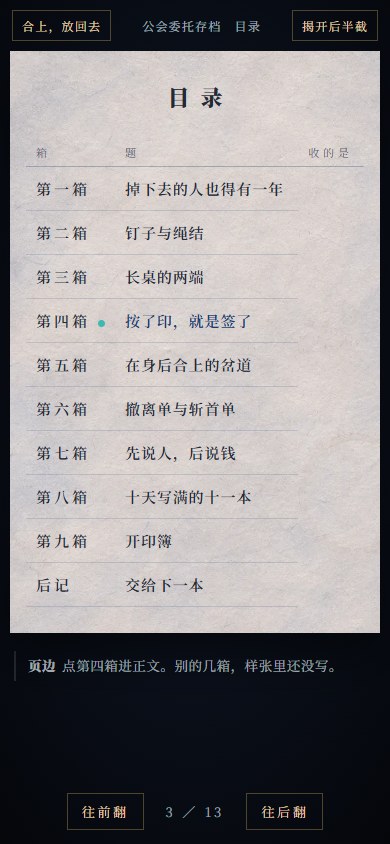 合上，放回去 公会委托存档 目录 揭开后半截
目录
箱 题 收的是
第一箱 掉下去的人也得有一年
第二箱 钉子与绳结
第三箱 长桌的两端
第四箱 按了印，就是签了
第五箱 在身后合上的岔道
第六箱 撤离单与斩首单
第七箱 先说人，后说钱
第八箱 十天写满的十一本
第九箱 开印簿
后记 交给下一本
页边 点第四箱进正文。别的几箱，样张里还没写。
往前翻 3 ／ 13 往后翻